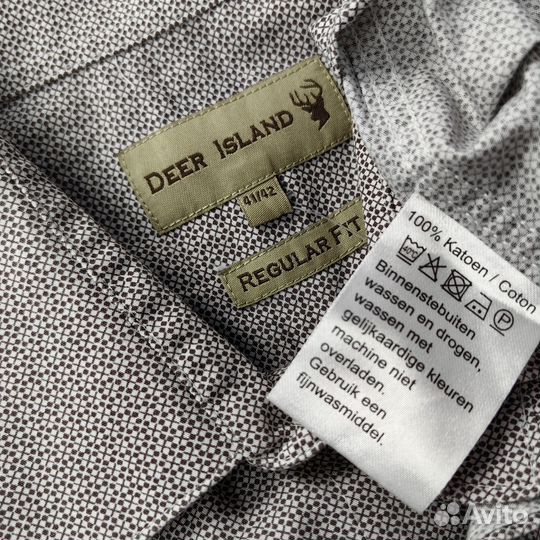 DEER ISLAND
41/42
REGULAR FIT
100% Katoen / Coton
Binnenstebuiten
wassen en drogen,
wassen met
gelijkaardige kleuren
machine niet
overladen.
Gebruik een
fijnwasmiddel.
Avito